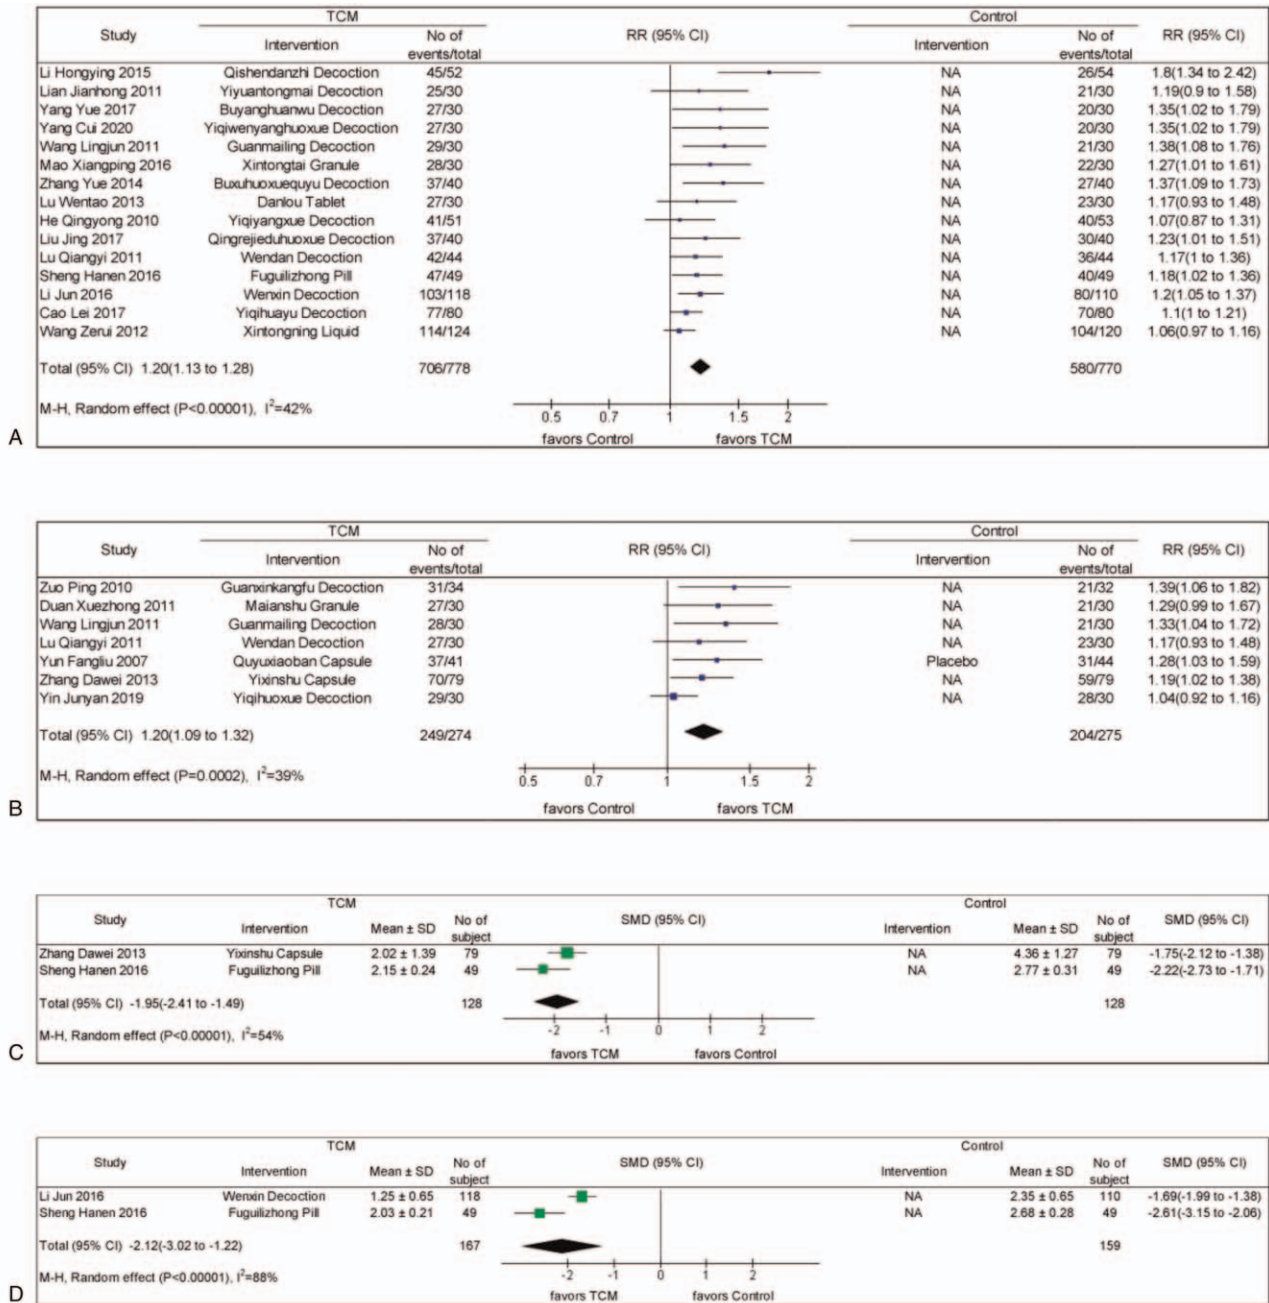 TCM Control
Study Intervention No of events/total RR (95% CI) Intervention No of events/total RR (95% CI)
Li Hongying 2015 Qishendanzhi Decoction 45/52 NA 26/54 1.8(1.34 to 2.42)
Lian Jianhong 2011 Yiyuantongmai Decoction 25/30 NA 21/30 1.19(0.9 to 1.58)
Yang Yue 2017 Buyanghuanwu Decoction 27/30 NA 20/30 1.35(1.02 to 1.79)
Yang Cui 2020 Yiqiwenyanghuoxue Decoction 27/30 NA 20/30 1.35(1.02 to 1.79)
Wang Lingjun 2011 Guanmailing Decoction 29/30 NA 21/30 1.38(1.08 to 1.76)
Mao Xiangping 2016 Xintongtai Granule 28/30 NA 22/30 1.27(1.01 to 1.61)
Zhang Yue 2014 Buxuhuoxuequyu Decoction 37/40 NA 27/40 1.37(1.09 to 1.73)
Lu Wentao 2013 Danlou Tablet 27/30 NA 23/30 1.17(0.93 to 1.48)
He Qingyong 2010 Yiqiyangxue Decoction 41/51 NA 40/53 1.07(0.87 to 1.31)
Liu Jing 2017 Qingrejieduhuoxue Decoction 37/40 NA 30/40 1.23(1.01 to 1.51)
Lu Qiangyi 2011 Wendan Decoction 42/44 NA 36/44 1.17(1 to 1.36)
Sheng Hanen 2016 Fuguilizhong Pill 47/49 NA 40/49 1.18(1.02 to 1.36)
Li Jun 2016 Wenxin Decoction 103/118 NA 80/110 1.2(1.05 to 1.37)
Cao Lei 2017 Yiqihuayu Decoction 77/80 NA 70/80 1.1(1 to 1.21)
Wang Zerui 2012 Xintongning Liquid 114/124 NA 104/120 1.06(0.97 to 1.16)
Total (95% CI) 1.20(1.13 to 1.28) 706/778 580/770
M-H, Random effect (P<0.00001), I²=42%
0.5 0.7 1 1.5 2
favors Control favors TCM
A
TCM Control
Study Intervention No of events/total RR (95% CI) Intervention No of events/total RR (95% CI)
Zuo Ping 2010 Guanxinkangfu Decoction 31/34 NA 21/32 1.39(1.06 to 1.82)
Duan Xuezhong 2011 Maianshu Granule 27/30 NA 21/30 1.29(0.99 to 1.67)
Wang Lingjun 2011 Guanmailing Decoction 28/30 NA 21/30 1.33(1.04 to 1.72)
Lu Qiangyi 2011 Wendan Decoction 27/30 NA 23/30 1.17(0.93 to 1.48)
Yun Fangliu 2007 Quyuxiaoban Capsule 37/41 Placebo 31/44 1.28(1.03 to 1.59)
Zhang Dawei 2013 Yixinshu Capsule 70/79 NA 59/79 1.19(1.02 to 1.38)
Yin Junyan 2019 Yiqihuoxue Decoction 29/30 NA 28/30 1.04(0.92 to 1.16)
Total (95% CI) 1.20(1.09 to 1.32) 249/274 204/275
M-H, Random effect (P=0.0002), I²=39%
0.5 0.7 1 1.5 2
favors Control favors TCM
B
TCM Control
Study Intervention Mean ± SD No of subject SMD (95% CI) Intervention Mean ± SD No of subject SMD (95% CI)
Zhang Dawei 2013 Yixinshu Capsule 2.02 ± 1.39 79 NA 4.36 ± 1.27 79 -1.75(-2.12 to -1.38)
Sheng Hanen 2016 Fuguilizhong Pill 2.15 ± 0.24 49 NA 2.77 ± 0.31 49 -2.22(-2.73 to -1.71)
Total (95% CI) -1.95(-2.41 to -1.49) 128 128
M-H, Random effect (P<0.00001), I²=54%
-2 -1 0 1 2
favors TCM favors Control
C
TCM Control
Study Intervention Mean ± SD No of subject SMD (95% CI) Intervention Mean ± SD No of subject SMD (95% CI)
Li Jun 2016 Wenxin Decoction 1.25 ± 0.65 118 NA 2.35 ± 0.65 110 -1.69(-1.99 to -1.38)
Sheng Hanen 2016 Fuguilizhong Pill 2.03 ± 0.21 49 NA 2.68 ± 0.28 49 -2.61(-3.15 to -2.06)
Total (95% CI) -2.12(-3.02 to -1.22) 167 159
M-H, Random effect (P<0.00001), I²=88%
-2 -1 0 1 2
favors TCM favors Control
D